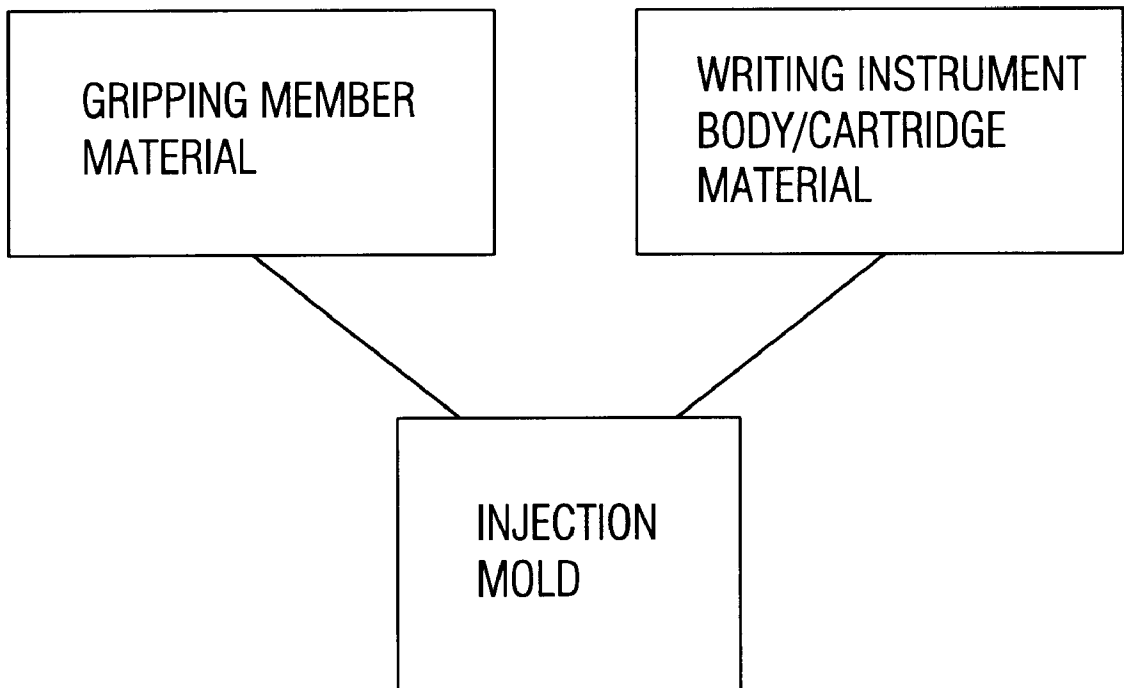 GRIPPING MEMBER
MATERIAL
WRITING INSTRUMENT
BODY/CARTRIDGE
MATERIAL
INJECTION
MOLD